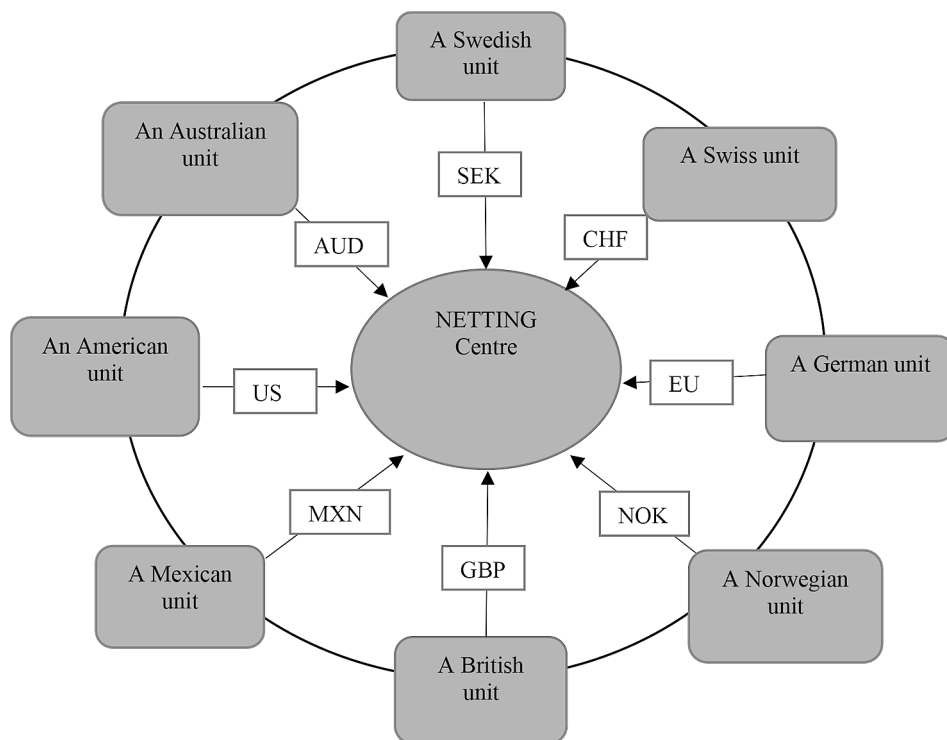 A Swedish
unit
An Australian
unit
A Swiss unit
SEK
AUD
CHF
NETTING
Centre
An American
unit
A German unit
US
EU
MXN
NOK
GBP
A Mexican
unit
A Norwegian
unit
A British
unit